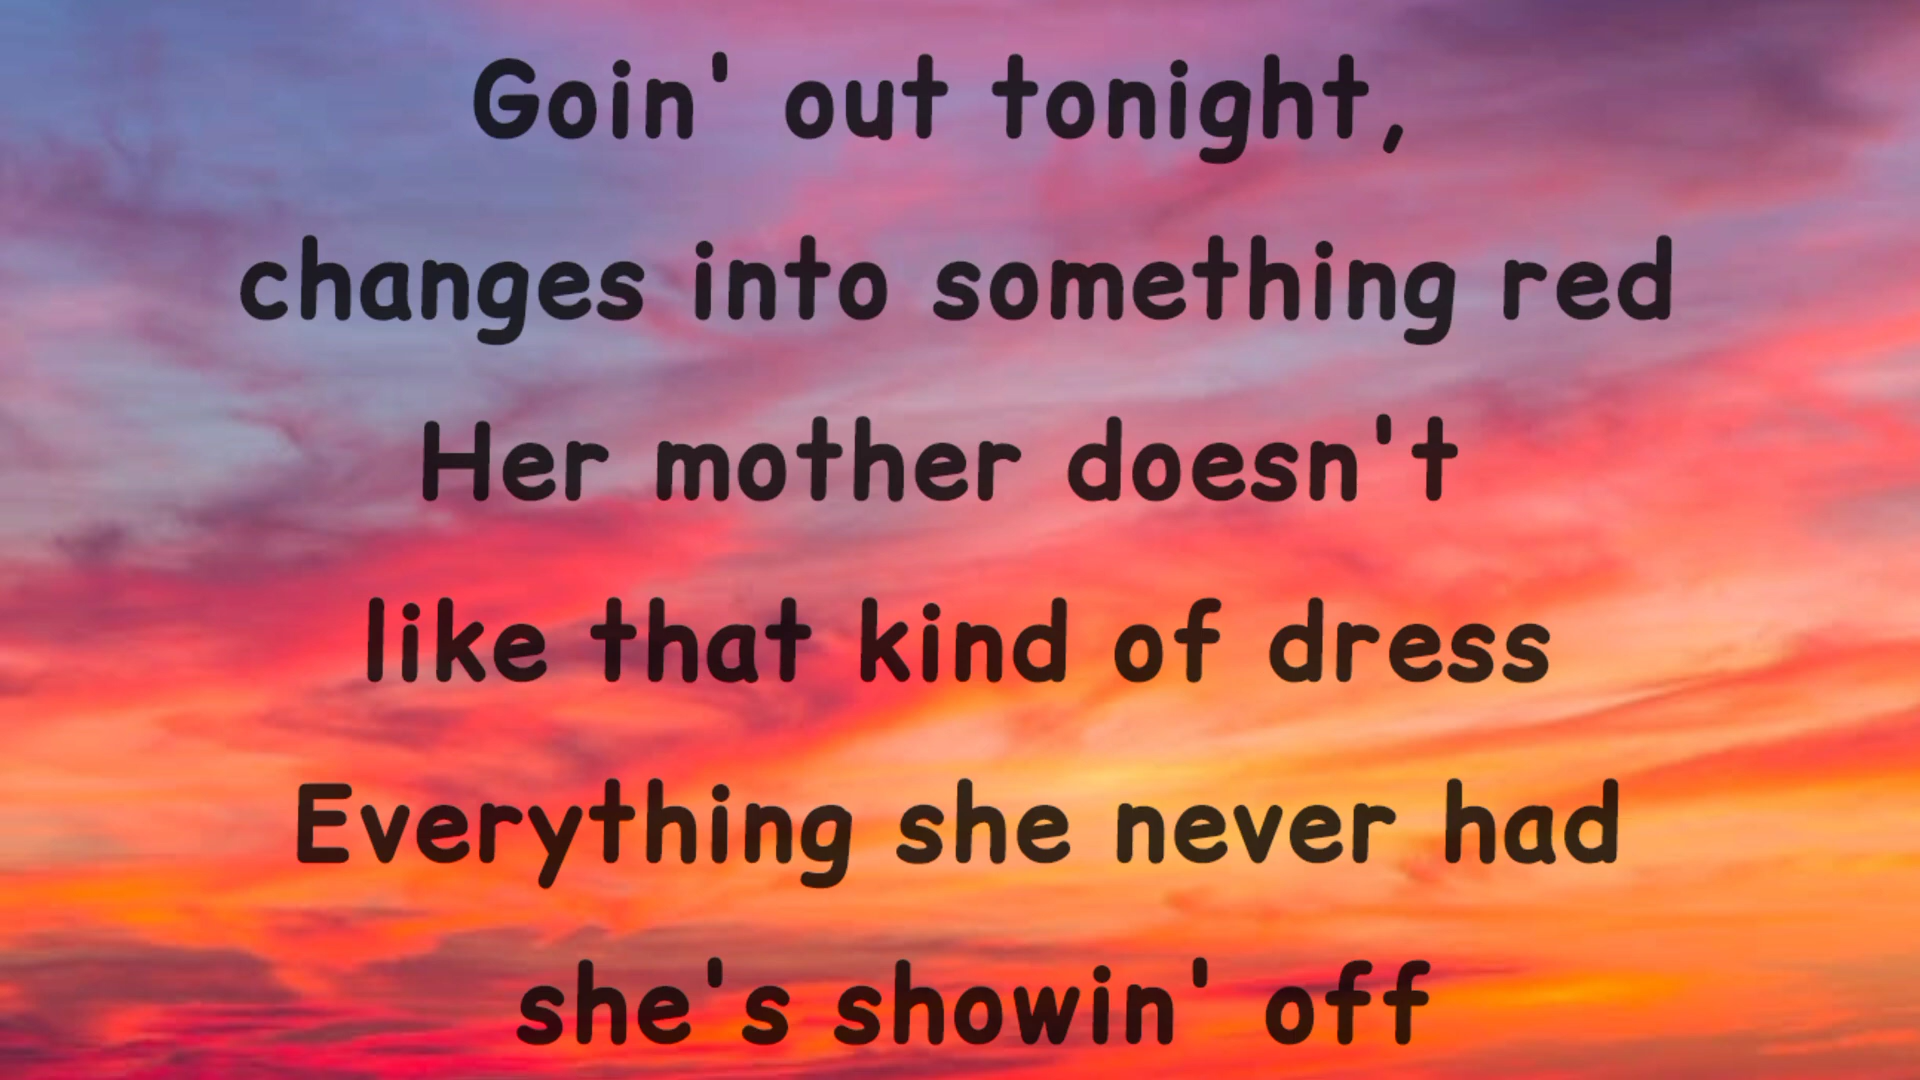 Goin' out tonight,
changes into something red
Her mother doesn't
like that kind of dress
Everything she never had
she's showin' off